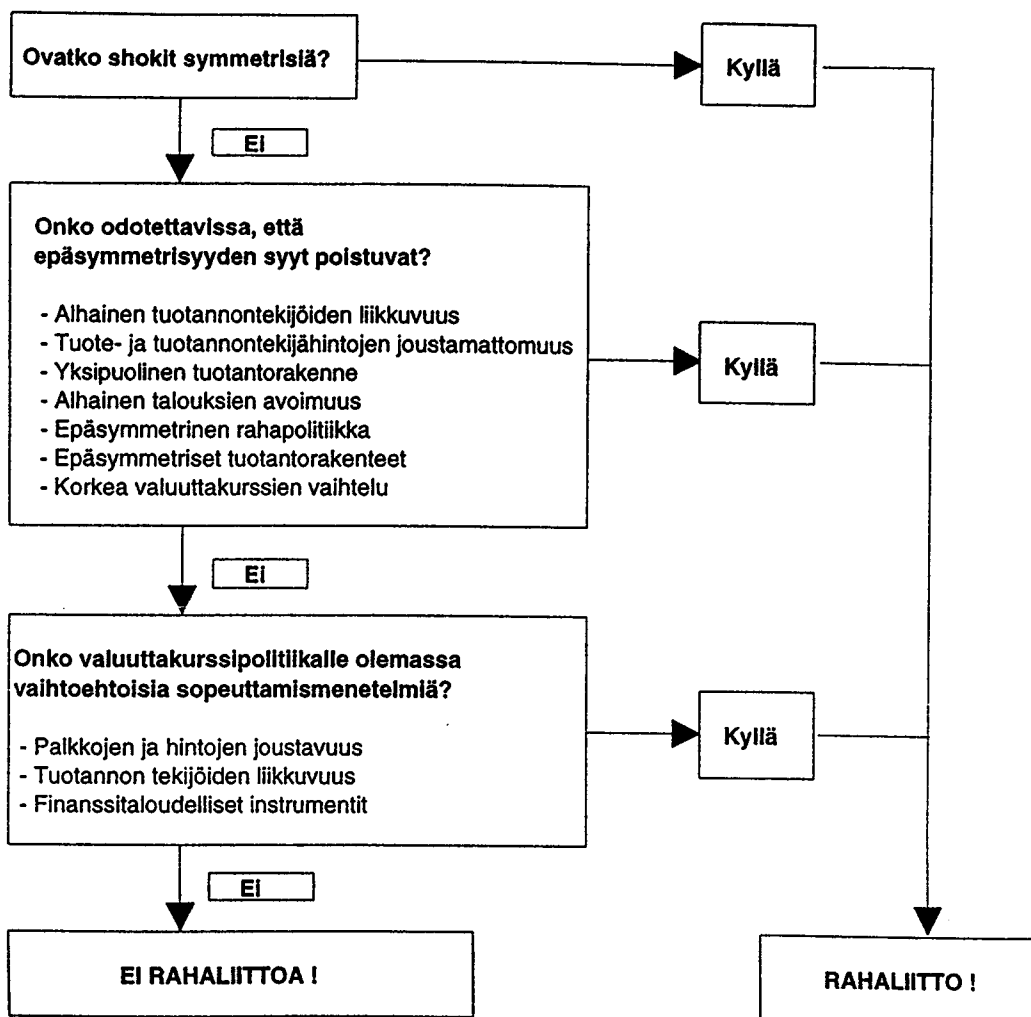 Ovatko shokit symmetrisiä?
Kyllä
Ei
Onko odotettavissa, että
epäsymmetrisyyden syyt poistuvat?
- Alhainen tuotannontekijöiden liikkuvuus
- Tuote- ja tuotannontekijähintojen joustamattomuus
- Yksipuolinen tuotantorakenne
- Alhainen talouksien avoimuus
- Epäsymmetrinen rahapolitiikka
- Epäsymmetriset tuotantorakenteet
- Korkea valuuttakurssien vaihtelu
Kyllä
Ei
Onko valuuttakurssipolitiikalle olemassa
vaihtoehtoisia sopeuttamismenetelmiä?
- Palkkojen ja hintojen joustavuus
- Tuotannon tekijöiden liikkuvuus
- Finanssitaloudelliset instrumentit
Kyllä
Ei
EI RAHALIITTOA !
RAHALIITTO !